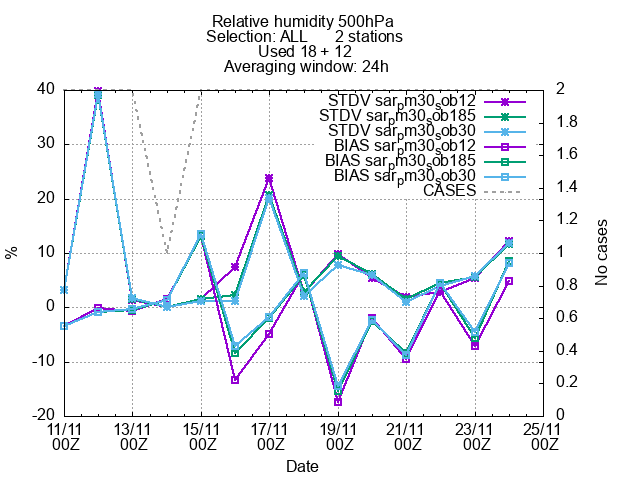 Relative humidity 500hPa
Selection: ALL 2 stations
Used 18 + 12
Averaging window: 24h
STDV sarpm30sob12
STDV sarpm30sob185
STDV sarpm30sob30
BIAS sarpm30sob12
BIAS sarpm30sob185
BIAS sarpm30sob30
CASES
40
30
20
10
0
-10
-20
%
2
1.8
1.6
1.4
1.2
1
0.8
0.6
0.4
0.2
0
No cases
11/11 13/11 15/11 17/11 19/11 21/11 23/11 25/11
00Z 00Z 00Z 00Z 00Z 00Z 00Z 00Z
Date